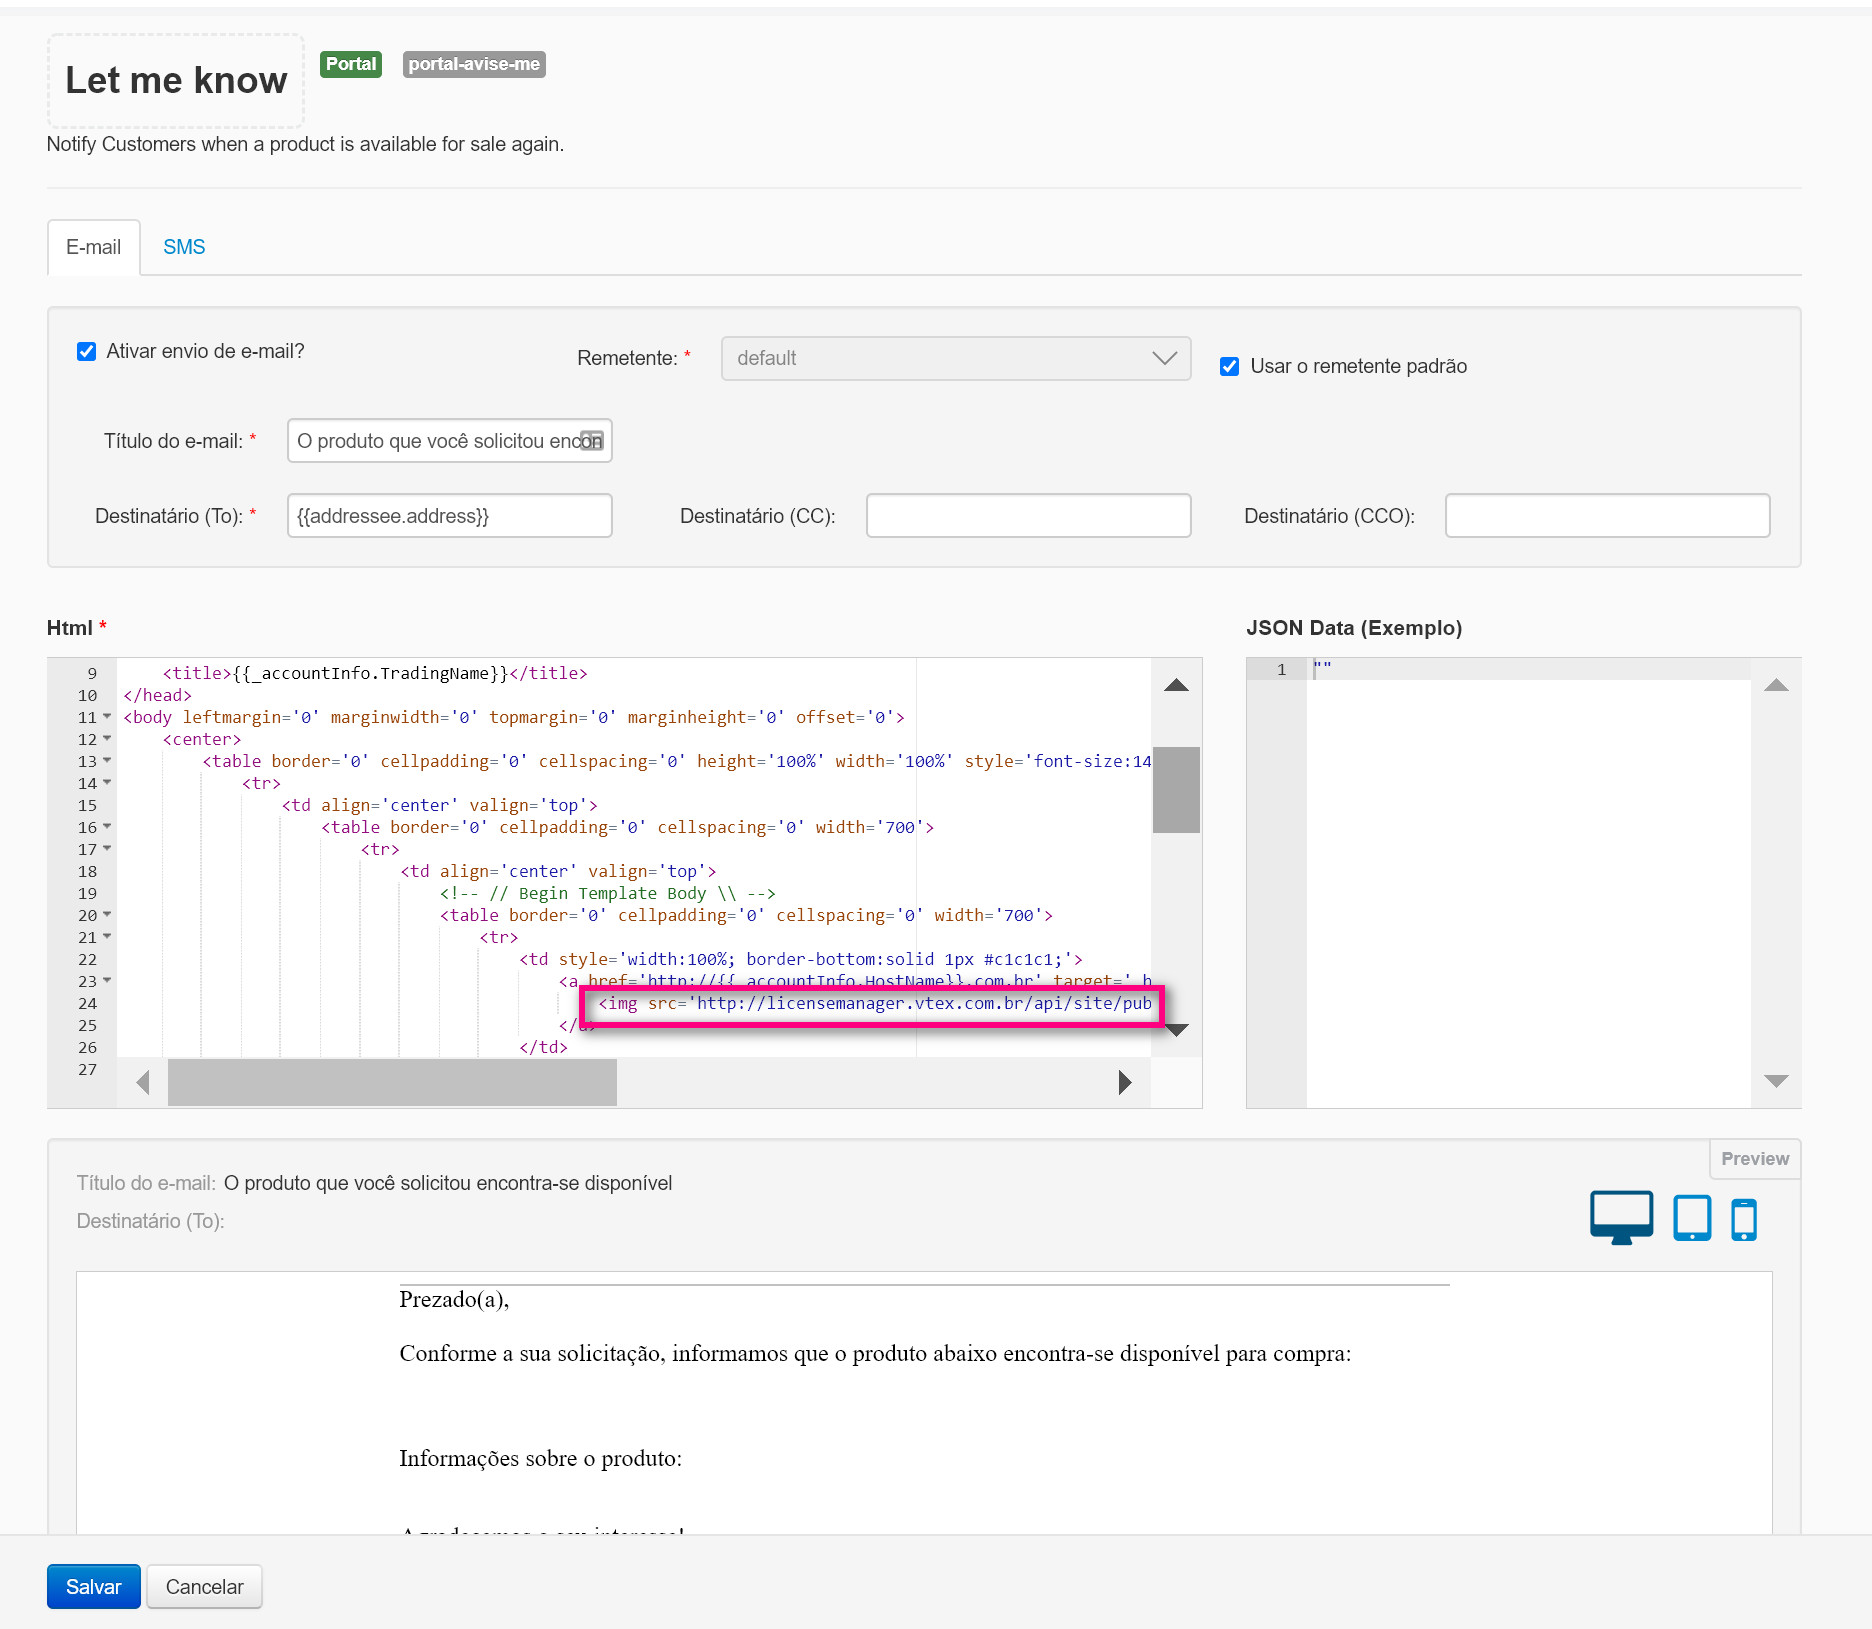 Let me know
Portal
portal-avise-me
Notify Customers when a product is available for sale again.
E-mail
SMS
Ativar envio de e-mail?
Remetente: *
default
Usar o remetente padrão
Título do e-mail: *
O produto que você solicitou encon
Destinatário (To): *
{{addressee.address}}
Destinatário (CC):
Destinatário (CCO):
Html *
JSON Data (Exemplo)
9 <title>{{_accountInfo.TradingName}}</title>
10 </head>
11 <body leftmargin='0' marginwidth='0' topmargin='0' marginheight='0' offset='0'>
12 <center>
13 <table border='0' cellpadding='0' cellspacing='0' height='100%' width='100%' style='font-size:14
14 <tr>
15 <td align='center' valign='top'>
16 <table border='0' cellpadding='0' cellspacing='0' width='700'>
17 <tr>
18 <td align='center' valign='top'>
19 <!-- // Begin Template Body \\ -->
20 <table border='0' cellpadding='0' cellspacing='0' width='700'>
21 <tr>
22 <td style='width:100%; border-bottom:solid 1px #c1c1c1;'>
23 <a href='http://{{_accountInfo.HostName}}.com.br' target='_b
24 <img src='http://licensemanager.vtex.com.br/api/site/pub
25 </a>
26 </td>
27
1 ""
Preview
Título do e-mail: O produto que você solicitou encontra-se disponível
Destinatário (To):
Prezado(a),
Conforme a sua solicitação, informamos que o produto abaixo encontra-se disponível para compra:
Informações sobre o produto:
Agradecemos o seu interesse!
Salvar
Cancelar